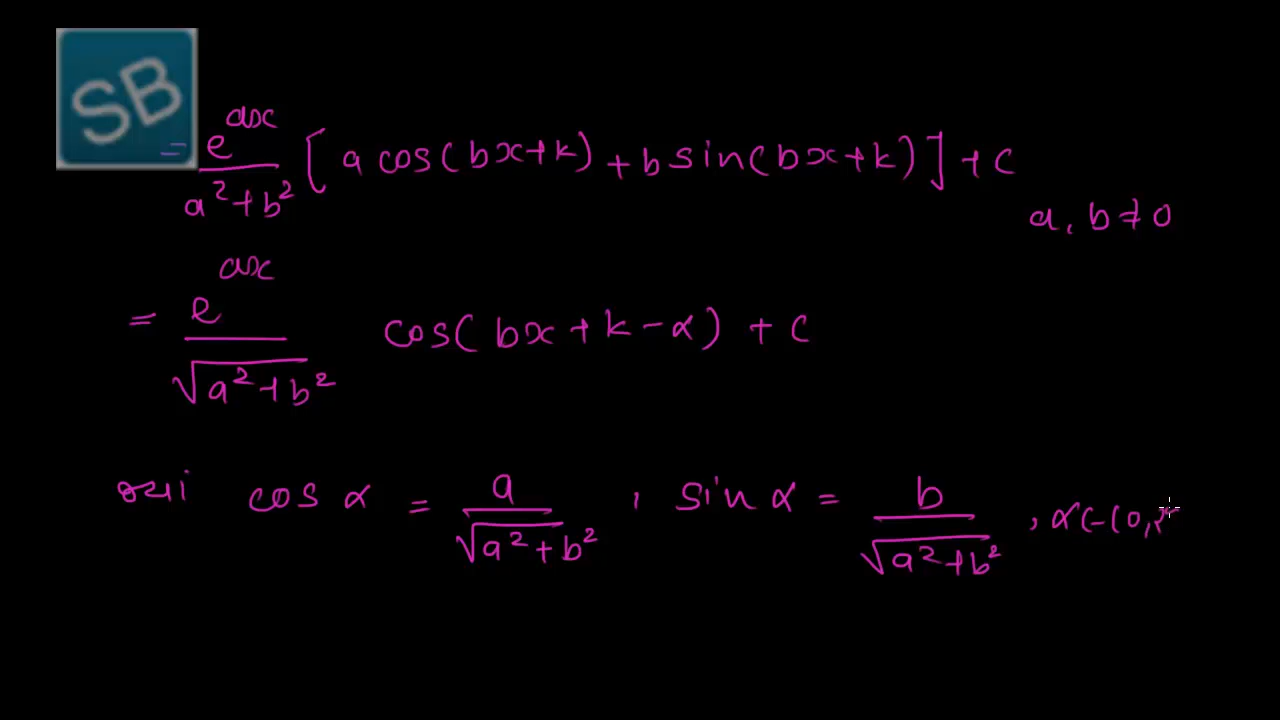 SB
= e^{ax}/(a²+b²) [a cos(bx+k) + b sin(bx+k)] + c
a, b ≠ 0
= e^{ax}/√(a²+b²) cos(bx+k-α) + c
જ્યાં cos α = a/√(a²+b²) , sin α = b/√(a²+b²) , α ∈ (0,